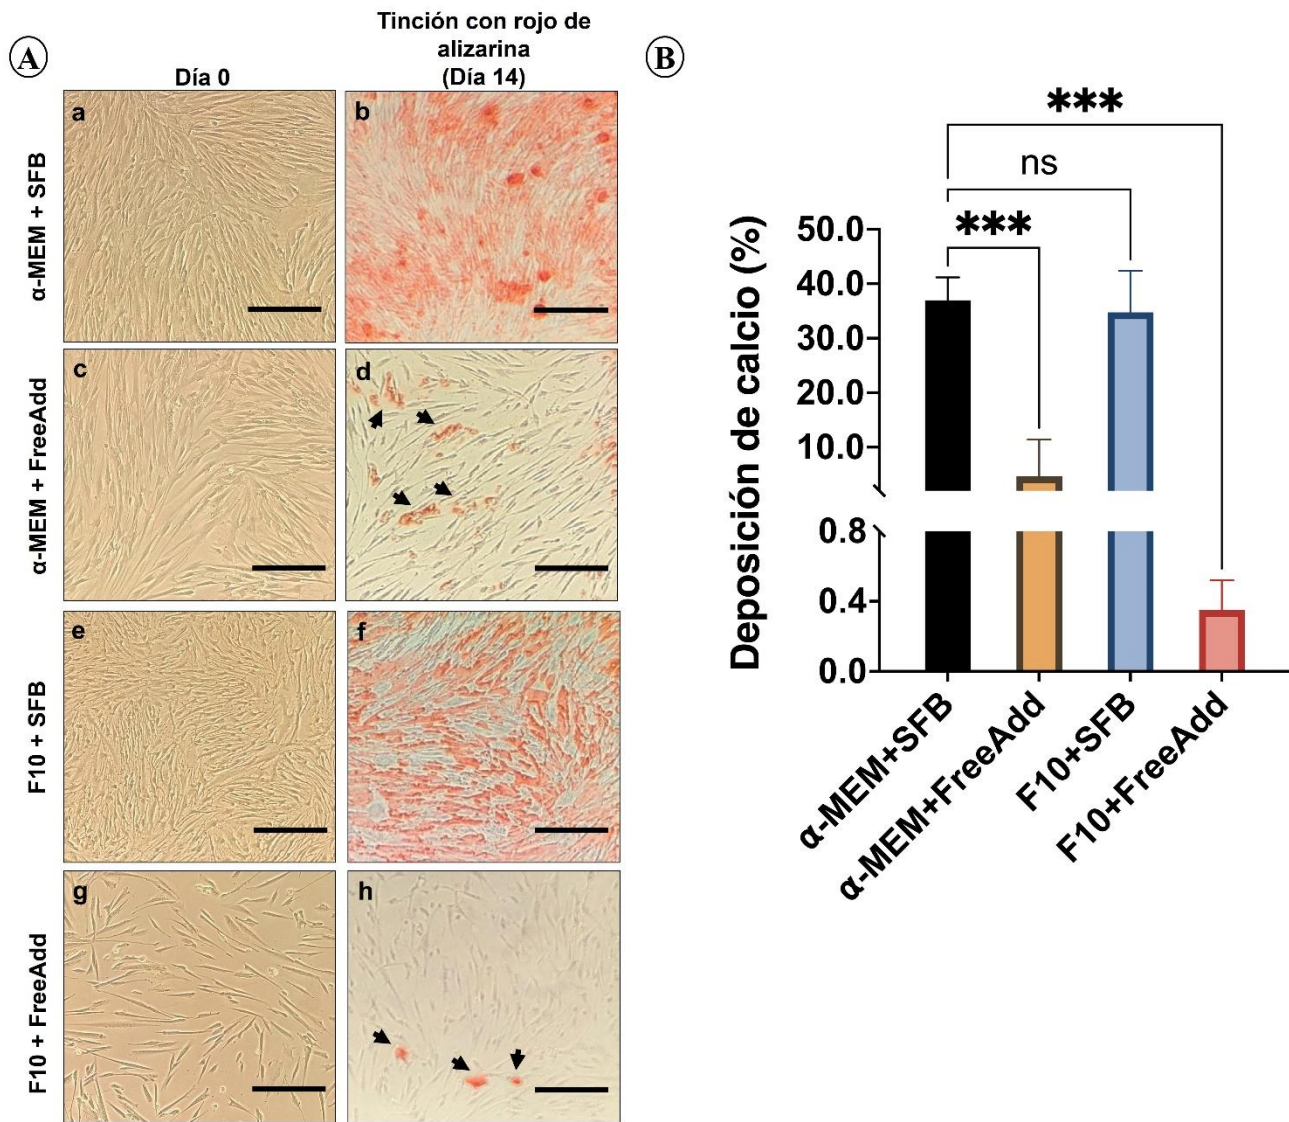 A
Tinción con rojo de
alizarina
(Día 14)
Día 0
a
b
α-MEM + SFB
c
d
α-MEM + FreeAdd
e
f
F10 + SFB
g
h
F10 + FreeAdd
B
***
ns
***
50.0
40.0
30.0
20.0
10.0
0.8
0.4
0.0
Deposición de calcio (%)
α-MEM+SFB
α-MEM+FreeAdd
F10+SFB
F10+FreeAdd